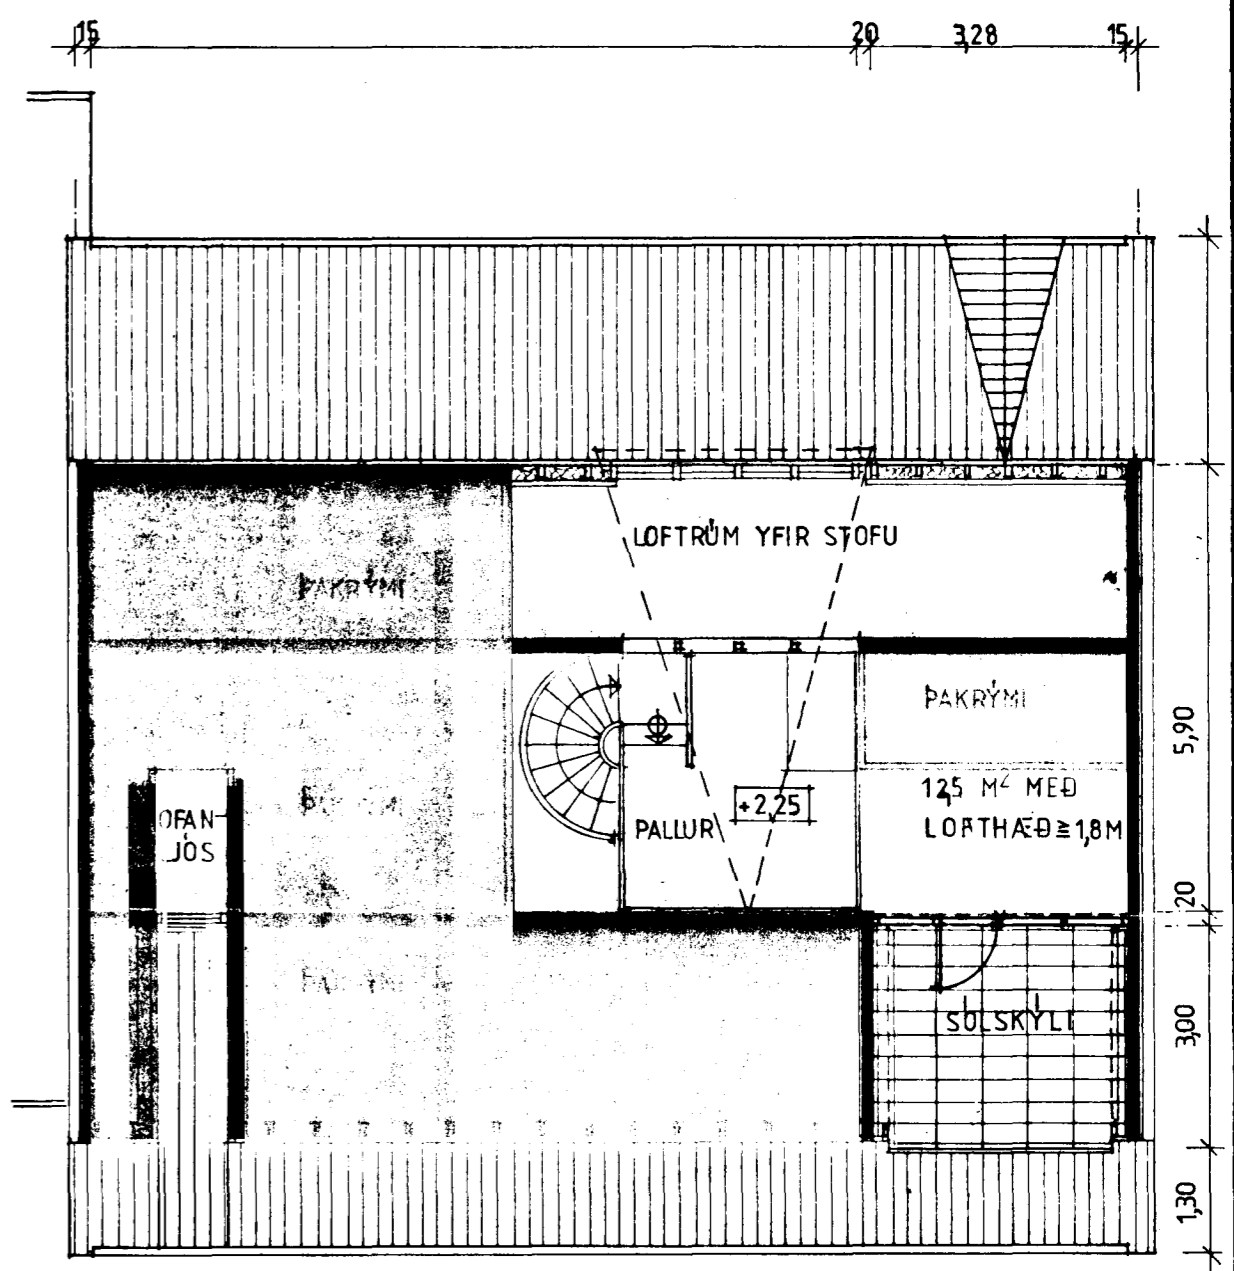 15
20
3,28
15
LOFTRÚM YFIR STOFU
ÞAKRÝMI
ÞAKRÝMI
5,90
12,5 M² MEÐ
LOFTHÆÐ ≧ 1,8 M
+2,25
PALLUR
OFAN-
LJÓS
20
SÓLSKÝLI
3,00
1,30